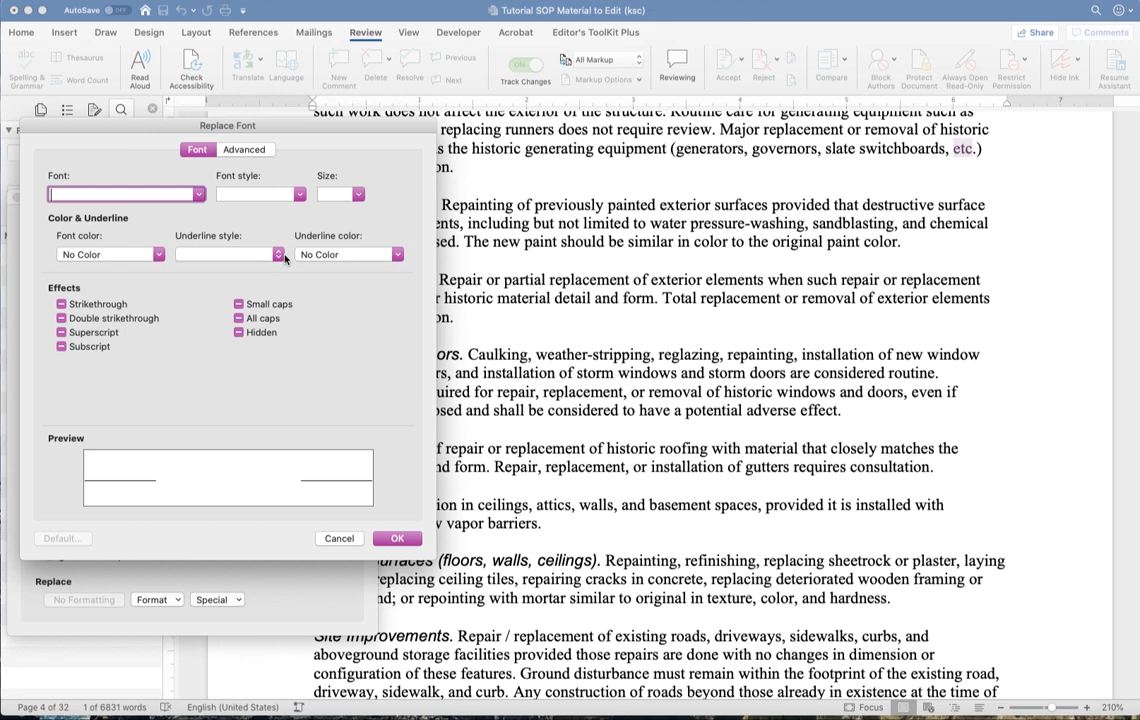 AutoSave OFF
Tutorial SOP Material to Edit (ksc)
Home Insert Draw Design Layout References Mailings Review View Developer Acrobat Editor's ToolKit Plus
Share Comments
abc Spelling & Grammar
Thesaurus
Word Count
Read Aloud
Check Accessibility
Translate Language
New Comment
Delete Resolve
Previous
Next
ON
Track Changes
All Markup
Markup Options
Reviewing
Accept Reject
Compare
Block Authors
Protect Document
Always Open Read-Only
Restrict Permission
Hide Ink
Resume Assistant
1 2 3 4 5 6 7
Replace Font
Font Advanced
Font: Font style: Size:
Color & Underline
Font color: Underline style: Underline color:
No Color No Color
Effects
Strikethrough Small caps
Double strikethrough All caps
Superscript Hidden
Subscript
Preview
Default... Cancel OK
Replace
No Formatting Format Special
such work does not affect the exterior of the structure. Routine care for generating equipment such as
replacing runners does not require review. Major replacement or removal of historic
s the historic generating equipment (generators, governors, slate switchboards, etc.)
on.
Repainting of previously painted exterior surfaces provided that destructive surface
ents, including but not limited to water pressure-washing, sandblasting, and chemical
sed. The new paint should be similar in color to the original paint color.
Repair or partial replacement of exterior elements when such repair or replacement
r historic material detail and form. Total replacement or removal of exterior elements
on.
ors. Caulking, weather-stripping, reglazing, repainting, installation of new window
rs, and installation of storm windows and storm doors are considered routine.
uired for repair, replacement, or removal of historic windows and doors, even if
osed and shall be considered to have a potential adverse effect.
f repair or replacement of historic roofing with material that closely matches the
nd form. Repair, replacement, or installation of gutters requires consultation.
ion in ceilings, attics, walls, and basement spaces, provided it is installed with
w vapor barriers.
urfaces (floors, walls, ceilings). Repainting, refinishing, replacing sheetrock or plaster, laying
replacing ceiling tiles, repairing cracks in concrete, replacing deteriorated wooden framing or
nd; or repointing with mortar similar to original in texture, color, and hardness.
Site improvements. Repair / replacement of existing roads, driveways, sidewalks, curbs, and
aboveground storage facilities provided those repairs are done with no changes in dimension or
configuration of these features. Ground disturbance must remain within the footprint of the existing road,
driveway, sidewalk, and curb. Any construction of roads beyond those already in existence at the time of
Page 4 of 32 1 of 6831 words English (United States) Focus 210%